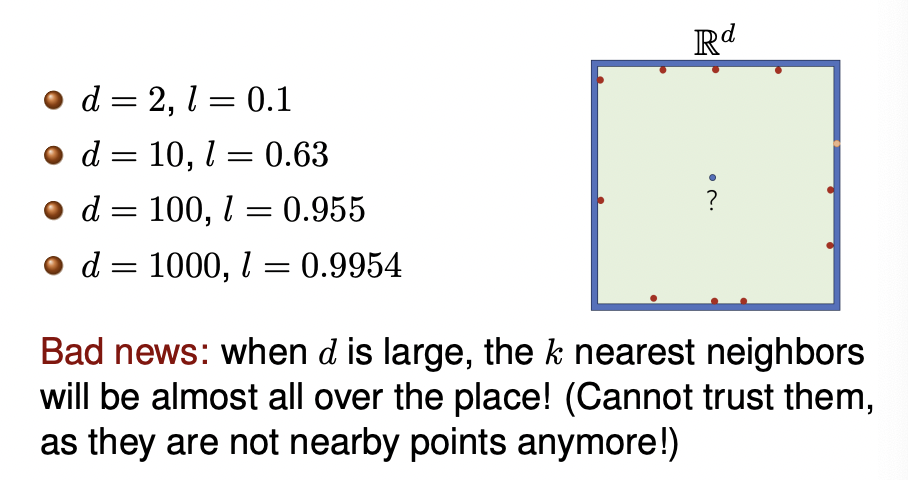 ℝᵈ
d = 2, l = 0.1
d = 10, l = 0.63
d = 100, l = 0.955
d = 1000, l = 0.9954
?
Bad news: when d is large, the k nearest neighbors
will be almost all over the place! (Cannot trust them,
as they are not nearby points anymore!)